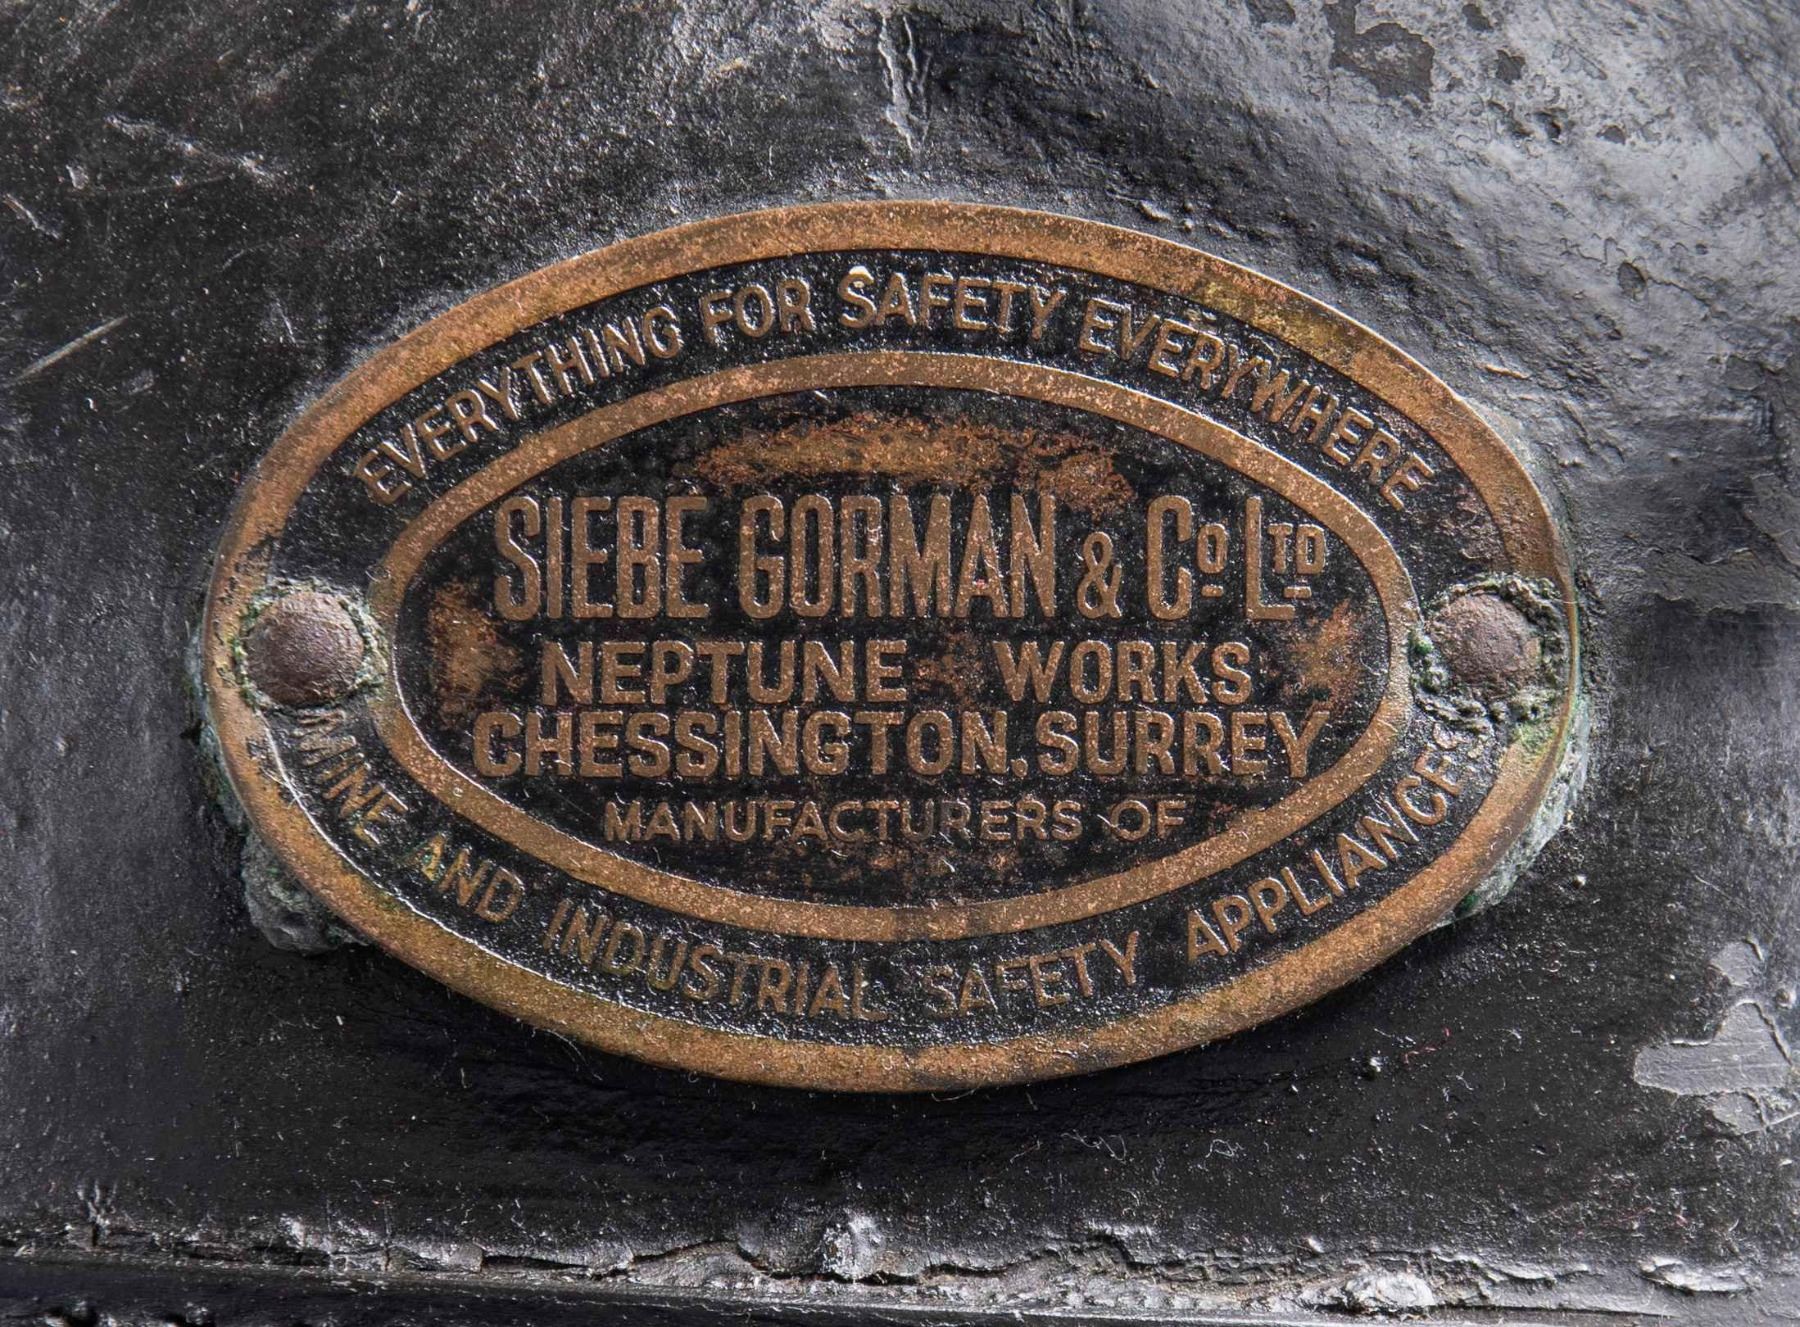 EVERYTHING FOR SAFETY EVERYWHERE
SIEBE GORMAN & Co LTD
NEPTUNE WORKS
CHESSINGTON, SURREY
MANUFACTURERS OF
MINE AND INDUSTRIAL SAFETY APPLIANCES